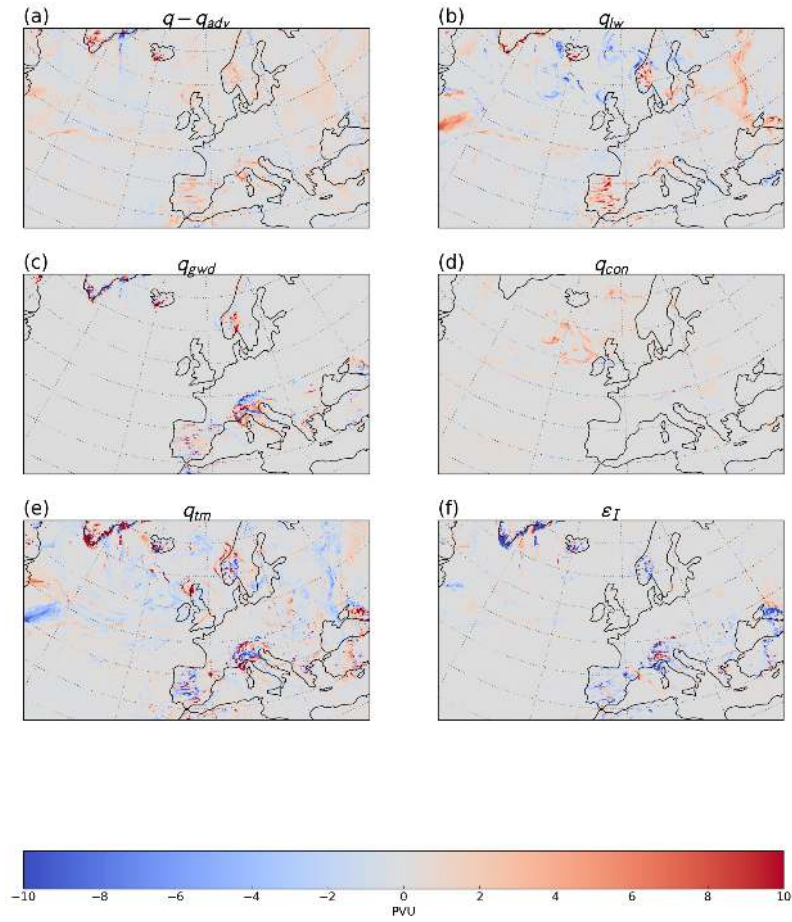 (a) q − q_adv
(b) q_lw
(c) q_gwd
(d) q_con
(e) q_tm
(f) ε_I
−10 −8 −6 −4 −2 0 2 4 6 8 10
PVU